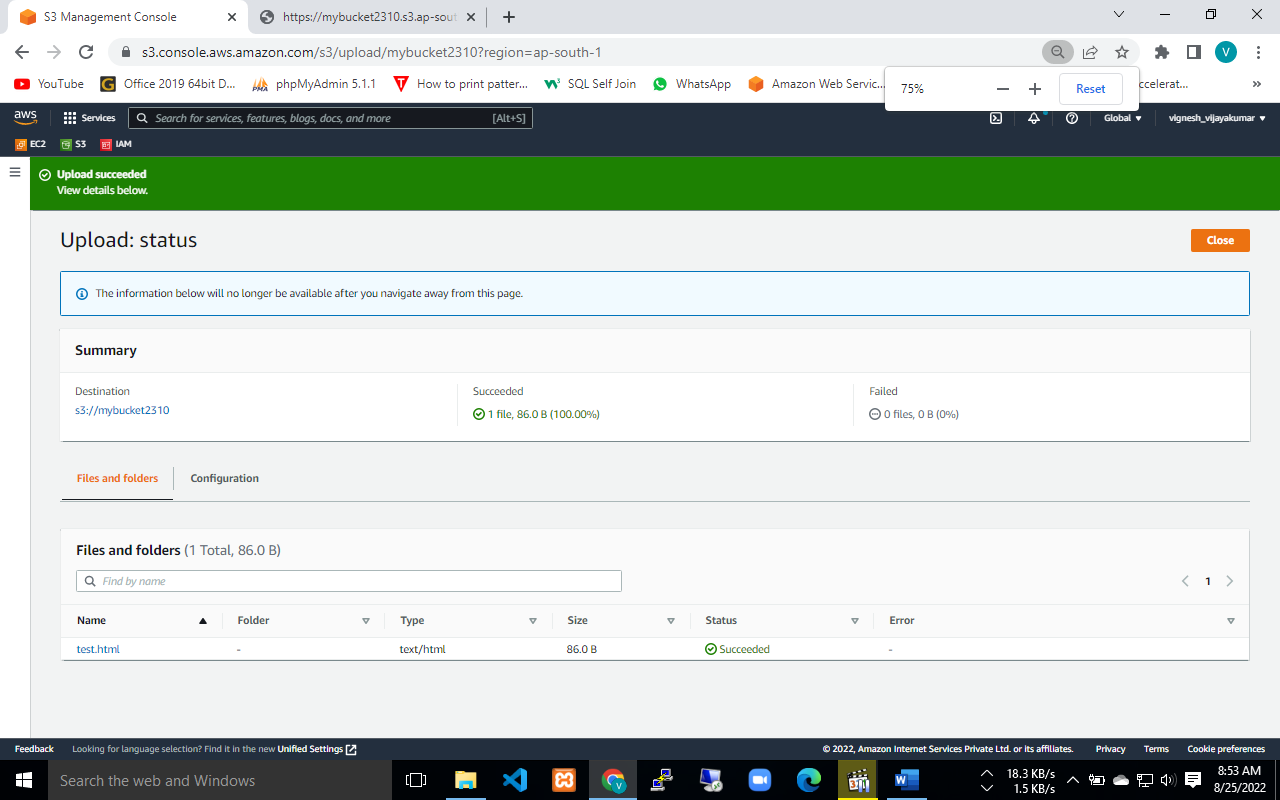 S3 Management Console
https://mybucket2310.s3.ap-sout
s3.console.aws.amazon.com/s3/upload/mybucket2310?region=ap-south-1
V
YouTube
Office 2019 64bit D...
phpMyAdmin 5.1.1
How to print patter...
SQL Self Join
WhatsApp
Amazon Web Servic...
ccelerat...
»
75%
Reset
aws
Services
Search for services, features, blogs, docs, and more [Alt+S]
Global
vignesh_vijayakumar
EC2
S3
IAM
Upload succeeded
View details below.
Upload: status
Close
The information below will no longer be available after you navigate away from this page.
Summary
Destination
s3://mybucket2310
Succeeded
1 file, 86.0 B (100.00%)
Failed
0 files, 0 B (0%)
Files and folders
Configuration
Files and folders (1 Total, 86.0 B)
Find by name
1
Name Folder Type Size Status Error
test.html - text/html 86.0 B Succeeded -
Feedback
Looking for language selection? Find it in the new Unified Settings
© 2022, Amazon Internet Services Private Ltd. or its affiliates.
Privacy
Terms
Cookie preferences
Search the web and Windows
18.3 KB/s
1.5 KB/s
8:53 AM
8/25/2022